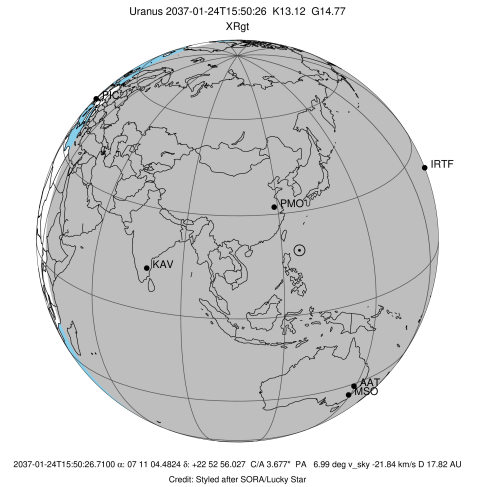 Uranus 2037-01-24T15:50:26 K13.12 G14.77
XRgt
PIC
IRTF
PMO1
KAV
AAT
MSO
2037-01-24T15:50:26.7100 α: 07 11 04.4824 δ: +22 52 56.027 C/A 3.677" PA 6.99 deg v_sky -21.84 km/s D 17.82 AU
Credit: Styled after SORA/Lucky Star